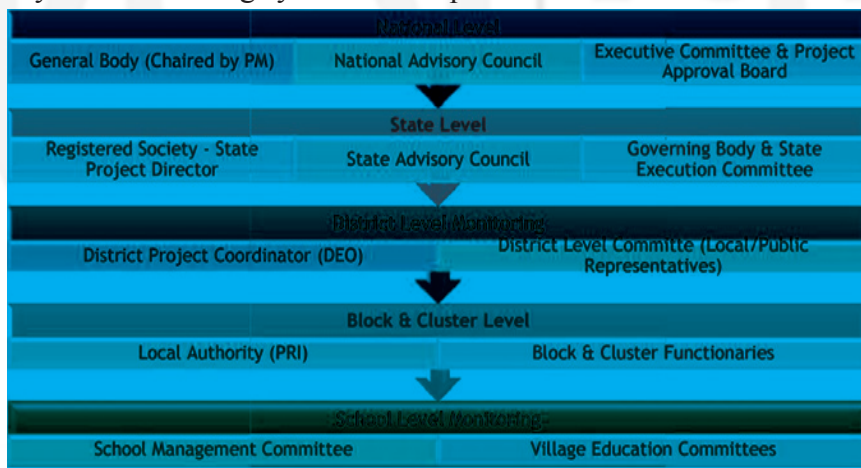 National Level
General Body (Chaired by PM)
National Advisory Council
Executive Committee & Project
Approval Board
State Level
Registered Society - State
Project Director
State Advisory Council
Governing Body & State
Execution Committee
District Level Monitoring
District Project Coordinator (DEO)
District Level Committe (Local/Public
Representatives)
Block & Cluster Level
Local Authority (PRI)
Block & Cluster Functionaries
School Level Monitoring
School Management Committee
Village Education Committees